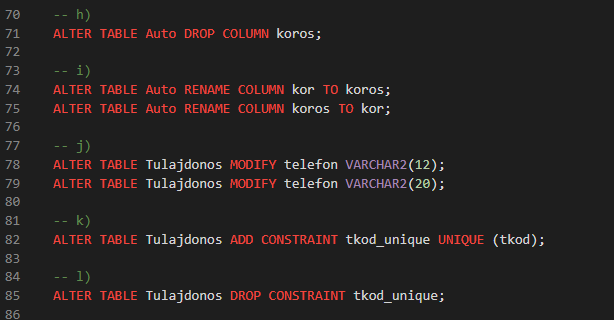 70 -- h)
71 ALTER TABLE Auto DROP COLUMN koros;
72
73 -- i)
74 ALTER TABLE Auto RENAME COLUMN kor TO koros;
75 ALTER TABLE Auto RENAME COLUMN koros TO kor;
76
77 -- j)
78 ALTER TABLE Tulajdonos MODIFY telefon VARCHAR2(12);
79 ALTER TABLE Tulajdonos MODIFY telefon VARCHAR2(20);
80
81 -- k)
82 ALTER TABLE Tulajdonos ADD CONSTRAINT tkod_unique UNIQUE (tkod);
83
84 -- l)
85 ALTER TABLE Tulajdonos DROP CONSTRAINT tkod_unique;
86